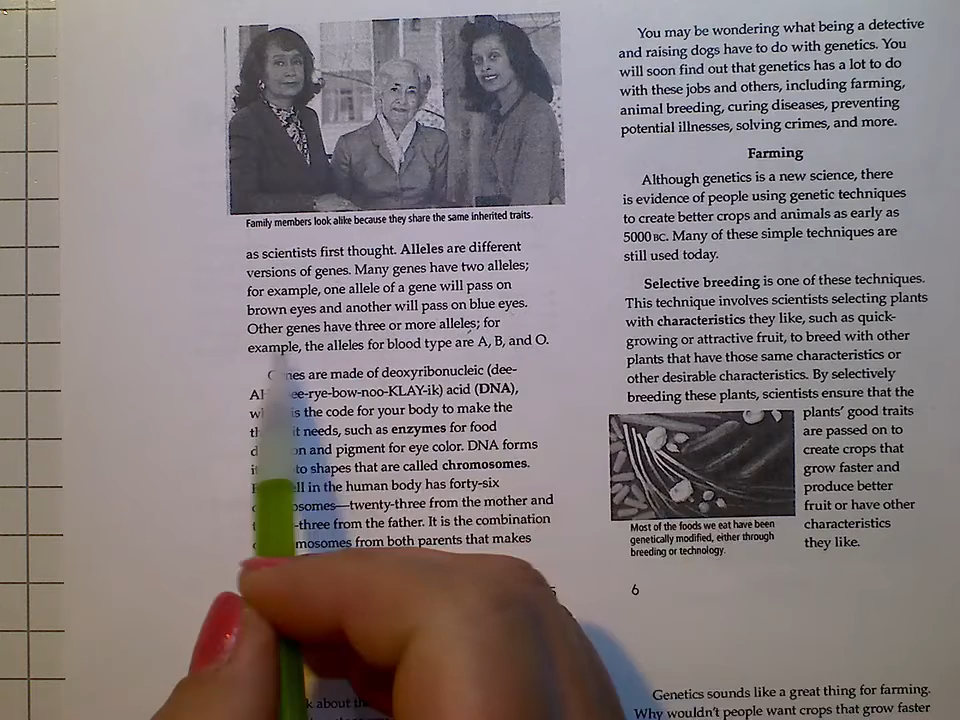 Family members look alike because they share the same inherited traits.
as scientists first thought. Alleles are different
versions of genes. Many genes have two alleles;
for example, one allele of a gene will pass on
brown eyes and another will pass on blue eyes.
Other genes have three or more alleles; for
example, the alleles for blood type are A, B, and O.
are made of deoxyribonucleic (dee-
ee-rye-bow-noo-KLAY-ik) acid (DNA),
is the code for your body to make the
it needs, such as enzymes for food
and pigment for eye color. DNA forms
to shapes that are called chromosomes.
in the human body has forty-six
—twenty-three from the mother and
-three from the father. It is the combination
from both parents that makes
about
You may be wondering what being a detective
and raising dogs have to do with genetics. You
will soon find out that genetics has a lot to do
with these jobs and others, including farming,
animal breeding, curing diseases, preventing
potential illnesses, solving crimes, and more.
Farming
Although genetics is a new science, there
is evidence of people using genetic techniques
to create better crops and animals as early as
5000 BC. Many of these simple techniques are
still used today.
Selective breeding is one of these techniques.
This technique involves scientists selecting plants
with characteristics they like, such as quick-
growing or attractive fruit, to breed with other
plants that have those same characteristics or
other desirable characteristics. By selectively
breeding these plants, scientists ensure that the
plants' good traits
are passed on to
create crops that
grow faster and
produce better
fruit or have other
characteristics
they like.
Most of the foods we eat have been
genetically modified, either through
breeding or technology.
6
Genetics sounds like a great thing for farming.
Why wouldn't people want crops that grow faster